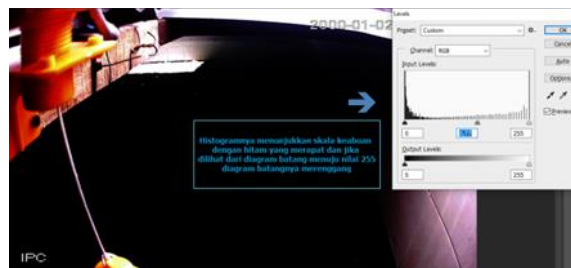 2000-01-02
Histogramnya menunjukkan skala keabuan
dengan hitam yang merapat dan jika
dilihat dari diagram batang menuju nilai 255
diagram batangnya merenggang
IPC
Levels
Preset: Custom
OK
Cancel
Channel: RGB
Auto
Input Levels:
Options
0
255
Preview
Output Levels:
255